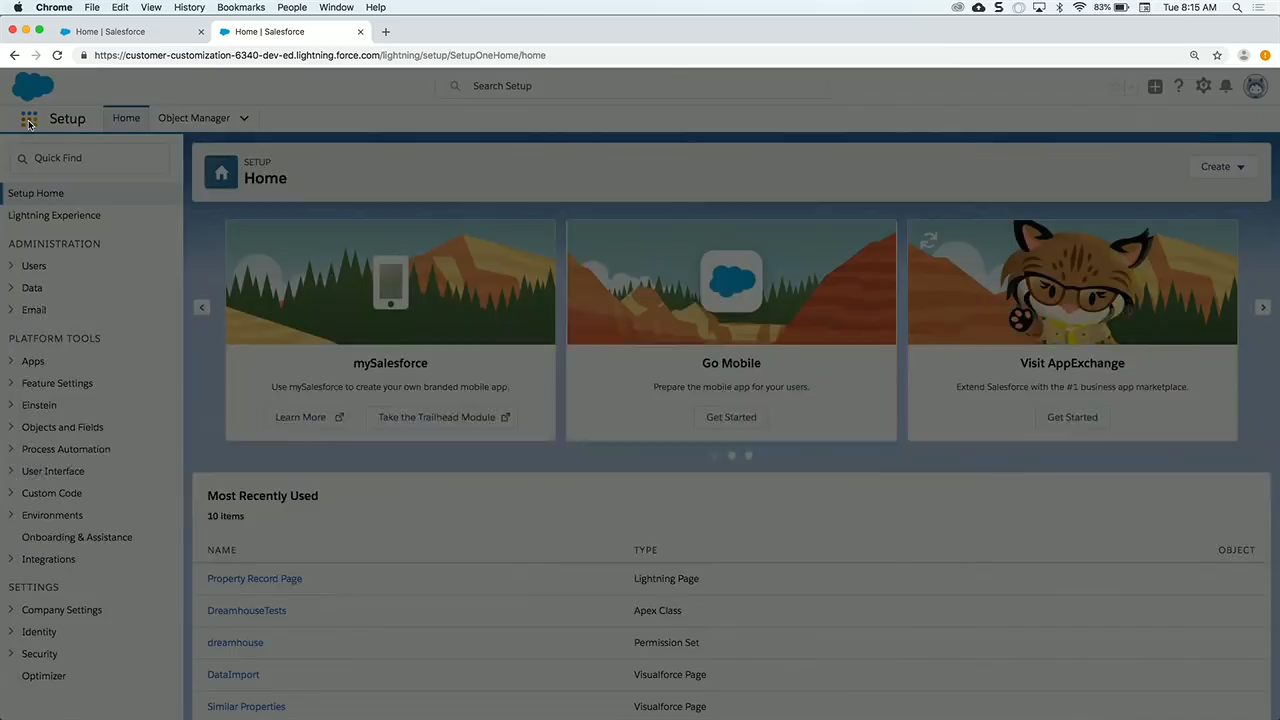 Chrome File Edit View History Bookmarks People Window Help 83% Tue 8:15 AM
Home | Salesforce Home | Salesforce
https://customer-customization-6340-dev-ed.lightning.force.com/lightning/setup/SetupOneHome/home
Search Setup
Setup Home Object Manager
Quick Find
Setup Home
Lightning Experience
ADMINISTRATION
Users
Data
Email
PLATFORM TOOLS
Apps
Feature Settings
Einstein
Objects and Fields
Process Automation
User Interface
Custom Code
Environments
Onboarding & Assistance
Integrations
SETTINGS
Company Settings
Identity
Security
Optimizer
SETUP
Home
Create
mySalesforce
Use mySalesforce to create your own branded mobile app.
Learn More Take the Trailhead Module
Go Mobile
Prepare the mobile app for your users.
Get Started
Visit AppExchange
Extend Salesforce with the #1 business app marketplace.
Get Started
Most Recently Used
10 items
NAME TYPE OBJECT
Property Record Page Lightning Page
DreamhouseTests Apex Class
dreamhouse Permission Set
DataImport Visualforce Page
Similar Properties Visualforce Page